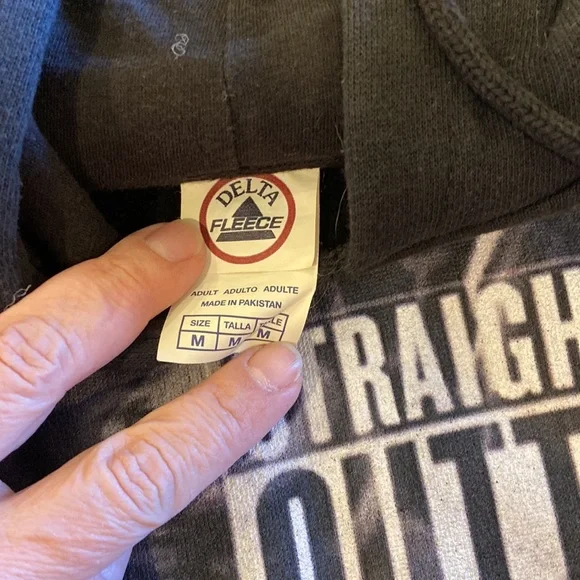 DELTA
FLEECE
ADULT ADULTO ADULTE
MADE IN PAKISTAN
SIZE TALLA
M M M
STRAIGH
OUTT